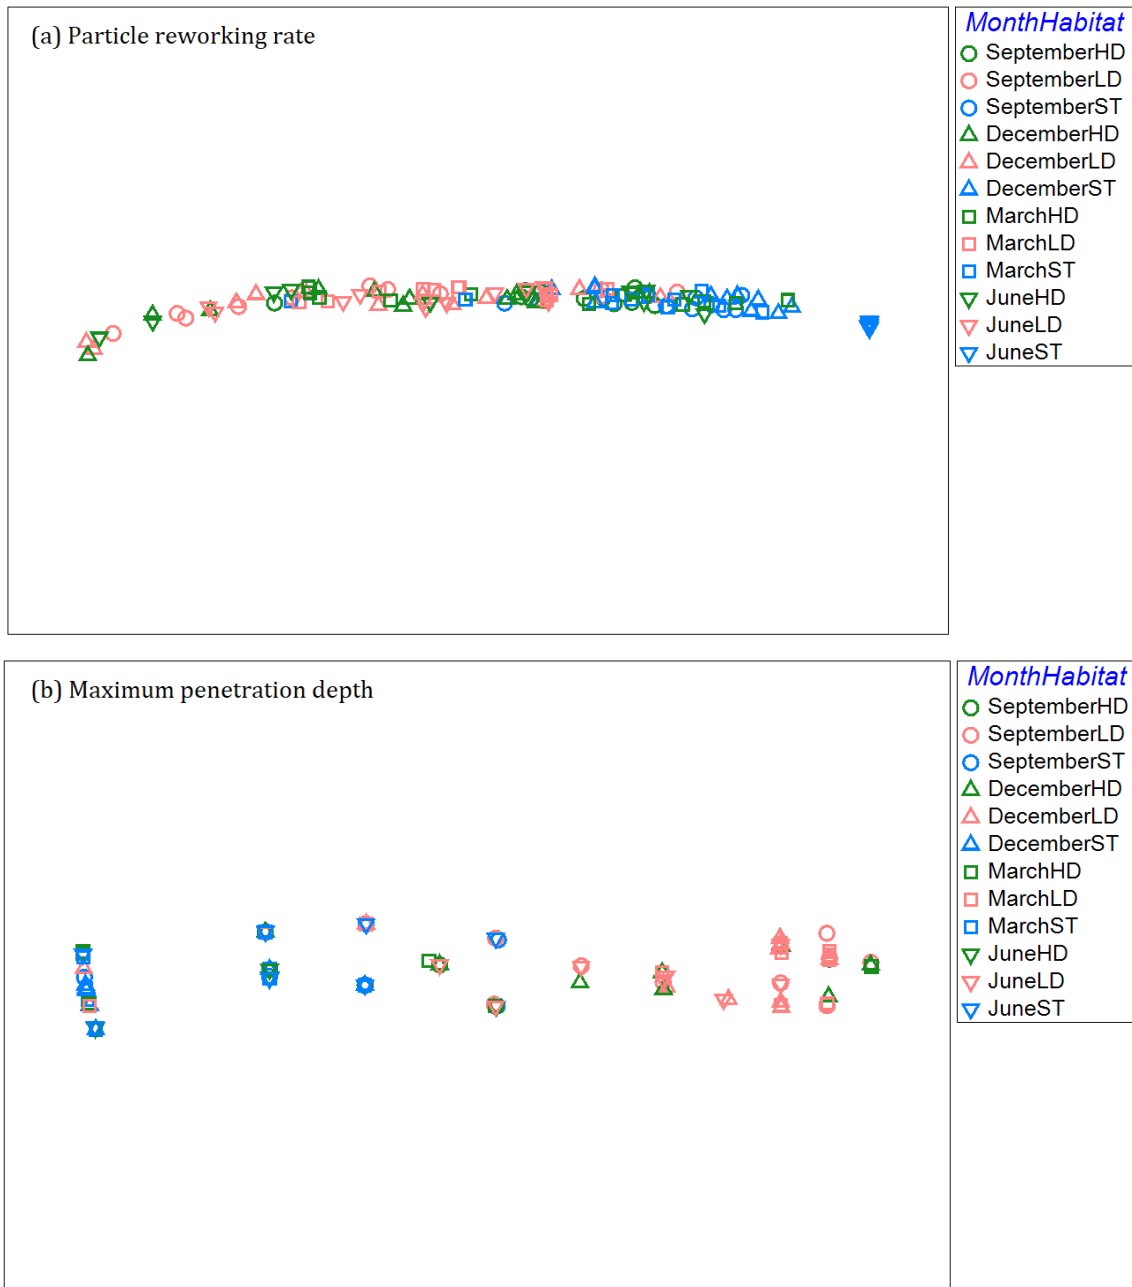 (a) Particle reworking rate
MonthHabitat
SeptemberHD
SeptemberLD
SeptemberST
DecemberHD
DecemberLD
DecemberST
MarchHD
MarchLD
MarchST
JuneHD
JuneLD
JuneST
(b) Maximum penetration depth
MonthHabitat
SeptemberHD
SeptemberLD
SeptemberST
DecemberHD
DecemberLD
DecemberST
MarchHD
MarchLD
MarchST
JuneHD
JuneLD
JuneST